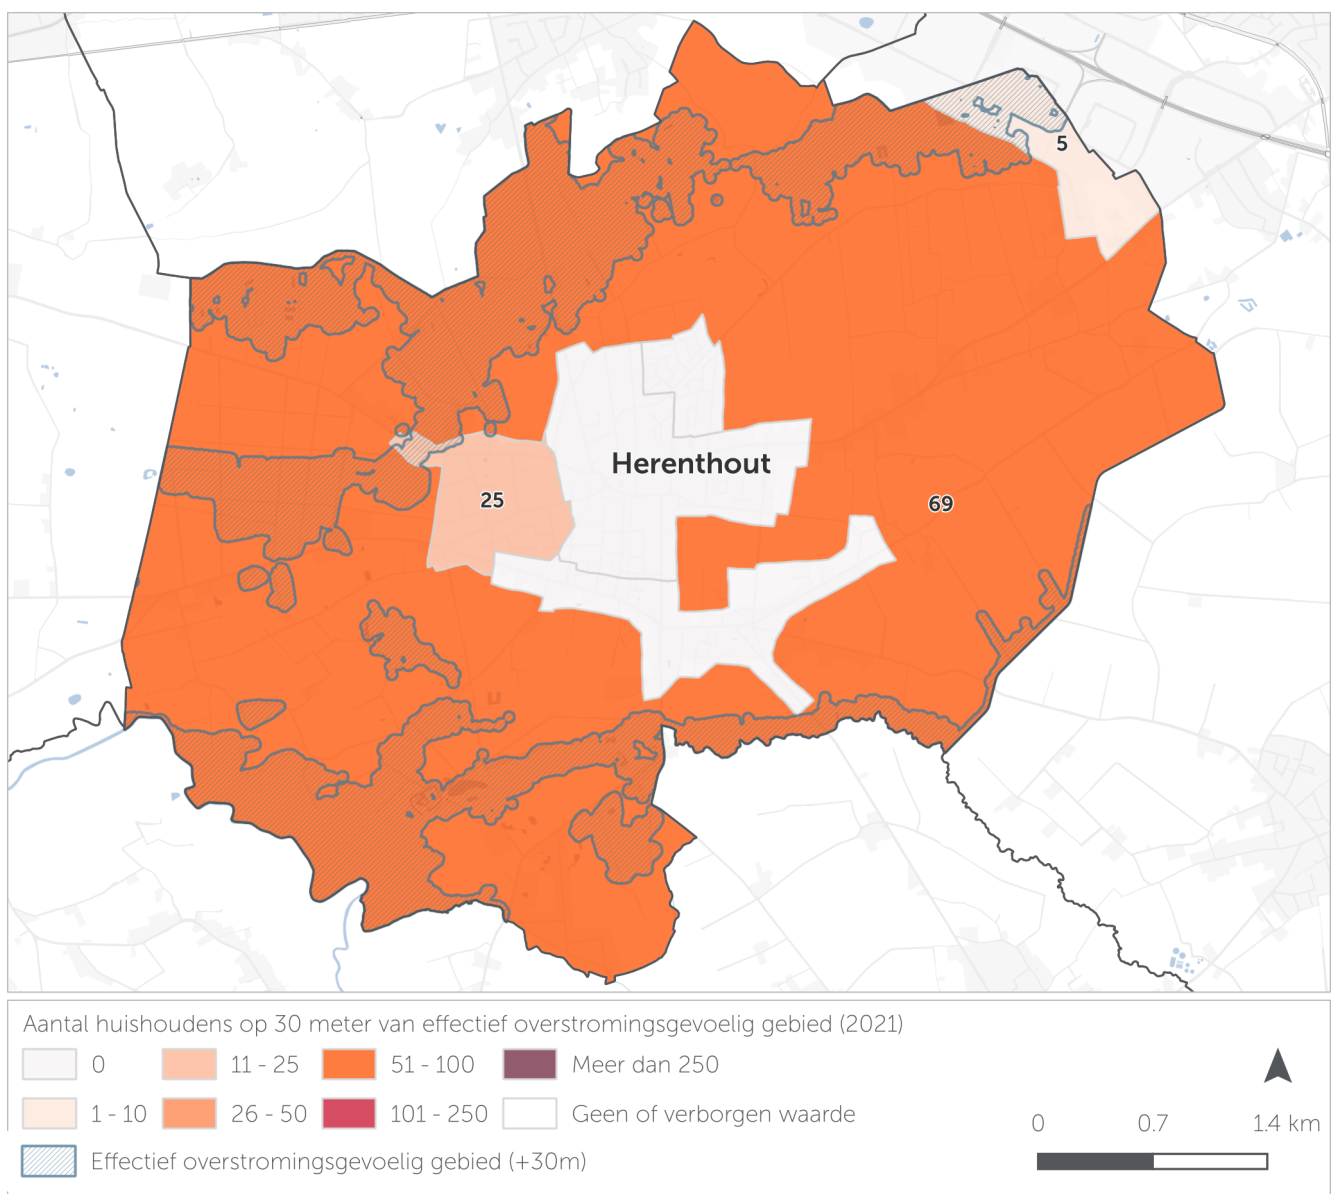 5
Herenthout
25
69
Aantal huishoudens op 30 meter van effectief overstromingsgevoelig gebied (2021)
0 11 - 25 51 - 100 Meer dan 250
1 - 10 26 - 50 101 - 250 Geen of verborgen waarde
0 0.7 1.4 km
Effectief overstromingsgevoelig gebied (+30m)